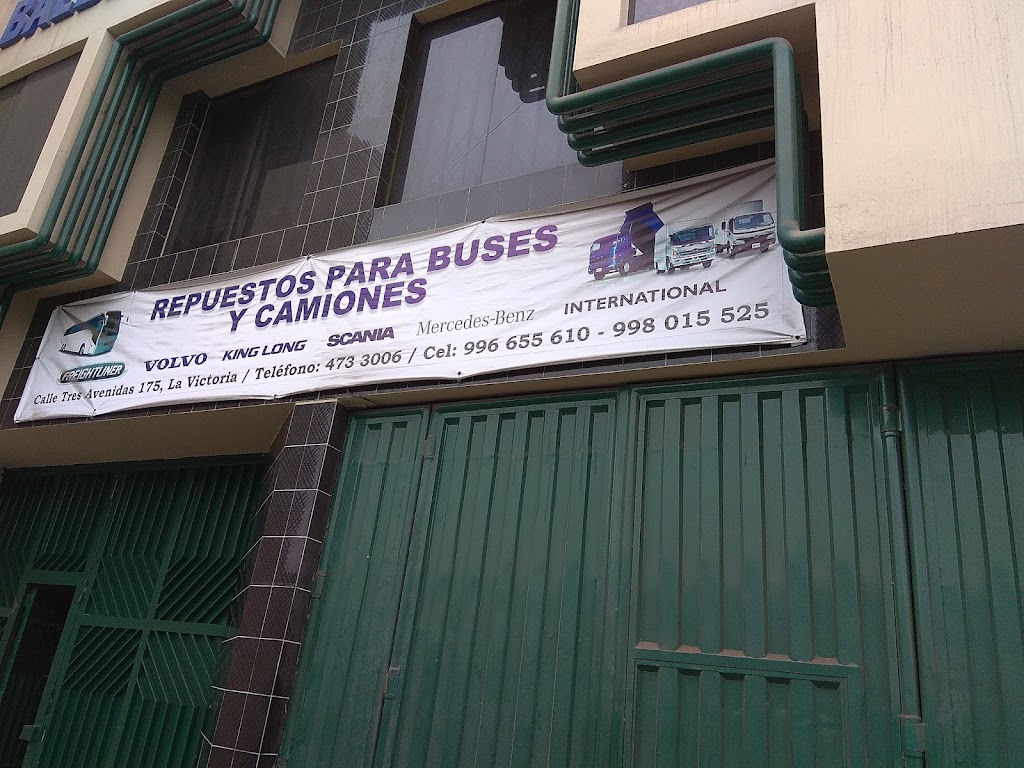 REPUESTOS PARA BUSES
Y CAMIONES
FREIGHTLINER
VOLVO KING LONG SCANIA Mercedes-Benz INTERNATIONAL
Calle Tres Avenidas 175, La Victoria / Teléfono: 473 3006 / Cel: 996 655 610 - 998 015 525